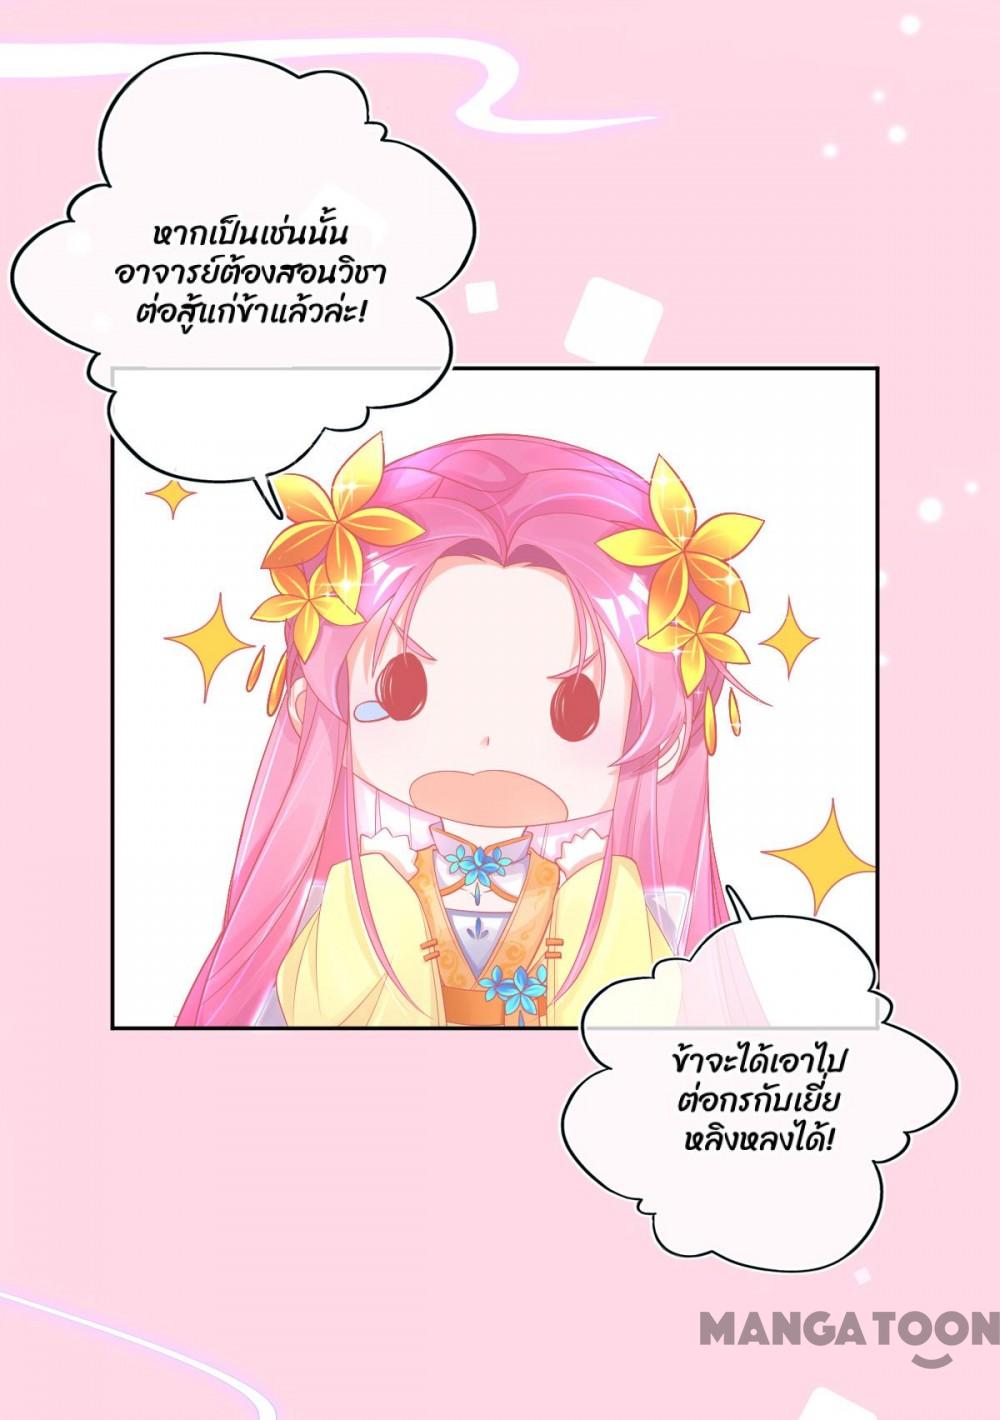 หากเป็นเช่นนั้น
อาจารย์ต้องสอนวิชา
ต่อสู้แก่ข้าแล้วล่ะ!
ข้าจะได้เอาไป
ต่อกรกับเยี่ย
หลิงหลงได้!
MANGATOON